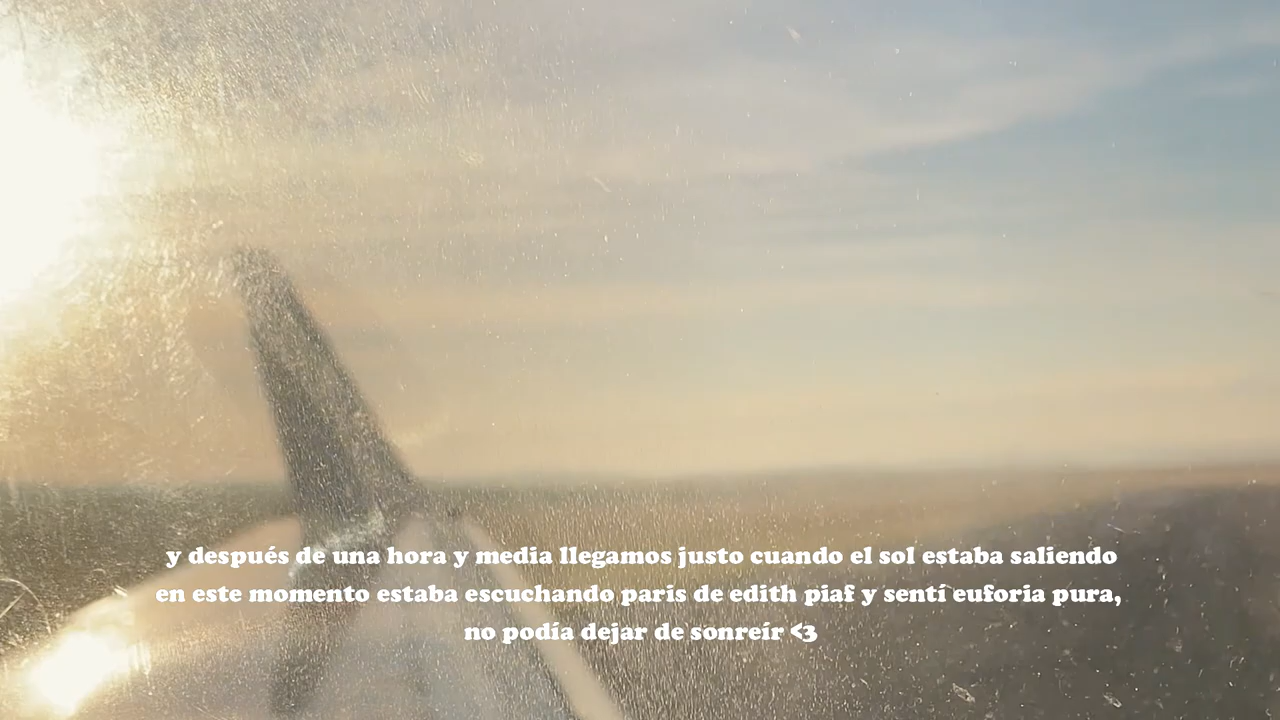 y después de una hora y media llegamos justo cuando el sol estaba saliendo
en este momento estaba escuchando paris de edith piaf y sentí euforia pura,
no podía dejar de sonreír <3